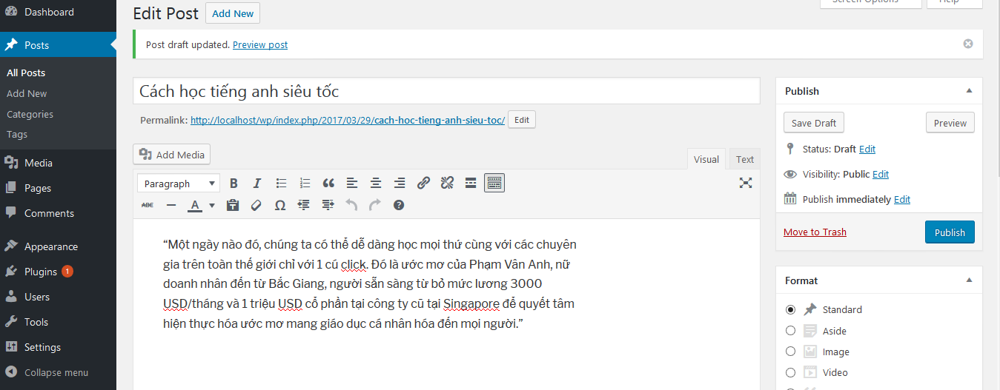 Dashboard
Posts
All Posts
Add New
Categories
Tags
Media
Pages
Comments
Appearance
Plugins 1
Users
Tools
Settings
Collapse menu
Edit Post Add New
Screen Options Help
Post draft updated. Preview post
Cách học tiếng anh siêu tốc
Permalink: http://localhost/wp/index.php/2017/03/29/cach-hoc-tieng-anh-sieu-toc/ Edit
Add Media
Visual Text
Paragraph B I
ABC A Ω
“Một ngày nào đó, chúng ta có thể dễ dàng học mọi thứ cùng với các chuyên
gia trên toàn thế giới chỉ với 1 cú click. Đó là ước mơ của Phạm Vân Anh, nữ
doanh nhân đến từ Bắc Giang, người sẵn sàng từ bỏ mức lương 3000
USD/tháng và 1 triệu USD cổ phần tại công ty cũ tại Singapore để quyết tâm
hiện thực hóa ước mơ mang giáo dục cá nhân hóa đến mọi người.”
Publish
Save Draft Preview
Status: Draft Edit
Visibility: Public Edit
Publish immediately Edit
Move to Trash Publish
Format
Standard
Aside
Image
Video